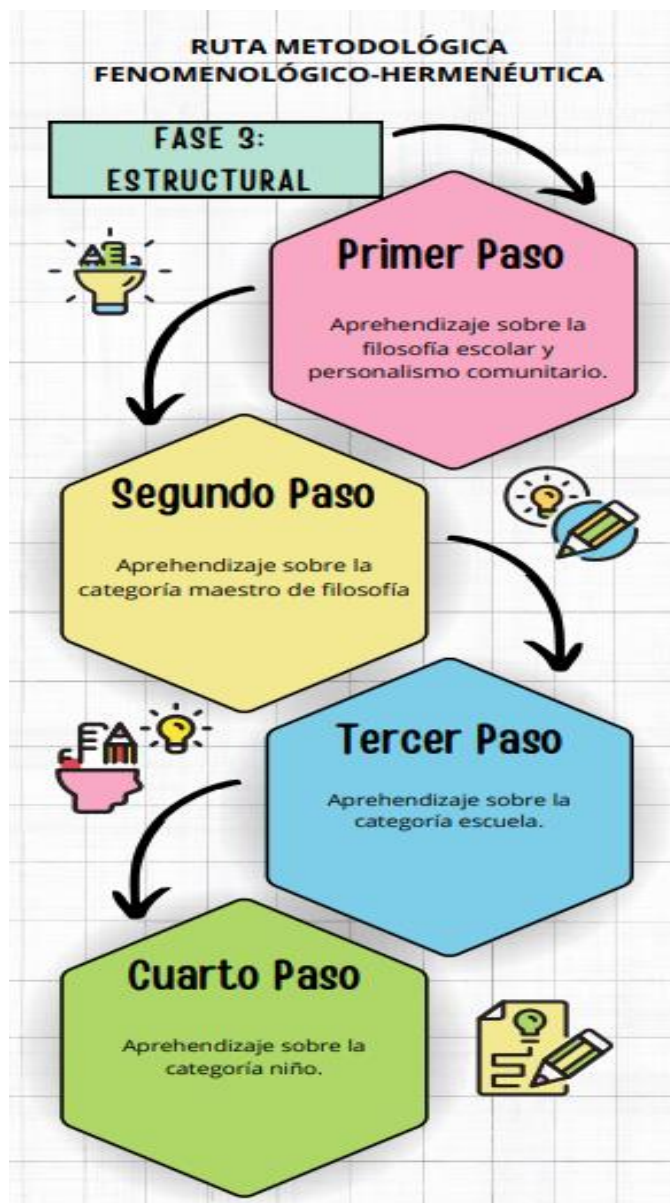 RUTA METODOLÓGICA
FENOMENOLÓGICO-HERMENÉUTICA
FASE 3:
ESTRUCTURAL
Primer Paso
Aprehendizaje sobre la
filosofía escolar y
personalismo comunitario.
Segundo Paso
Aprehendizaje sobre la
categoría maestro de filosofía
Tercer Paso
Aprehendizaje sobre la
categoría escuela.
Cuarto Paso
Aprehendizaje sobre la
categoría niño.